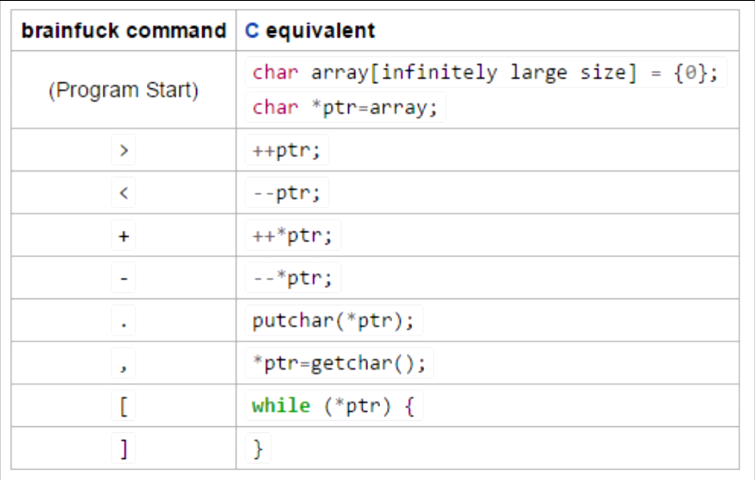 brainfuck command C equivalent
(Program Start)
char array[infinitely large size] = {0};
char *ptr=array;
> ++ptr;
< --ptr;
+ ++*ptr;
- --*ptr;
. putchar(*ptr);
, *ptr=getchar();
[ while (*ptr) {
] }